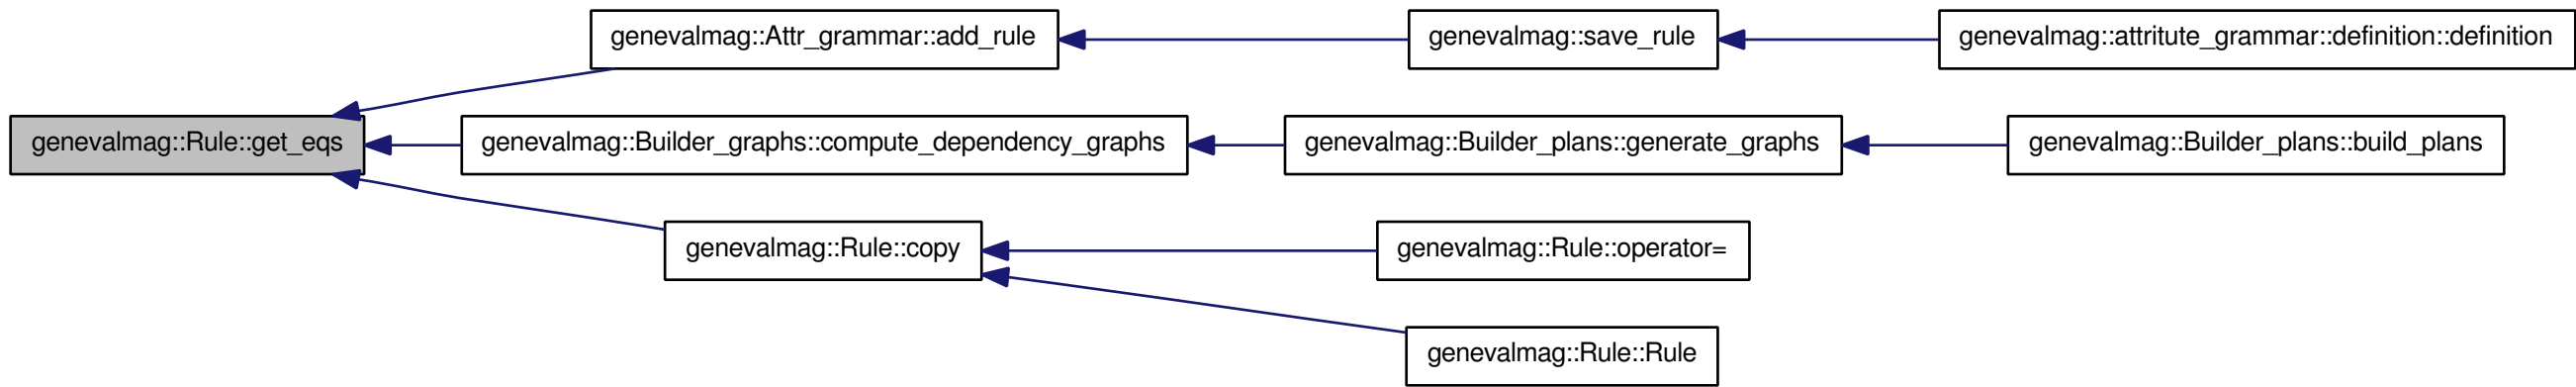 genevalmag::Attr_grammar::add_rule
genevalmag::save_rule
genevalmag::attritute_grammar::definition::definition
genevalmag::Rule::get_eqs
genevalmag::Builder_graphs::compute_dependency_graphs
genevalmag::Builder_plans::generate_graphs
genevalmag::Builder_plans::build_plans
genevalmag::Rule::copy
genevalmag::Rule::operator=
genevalmag::Rule::Rule